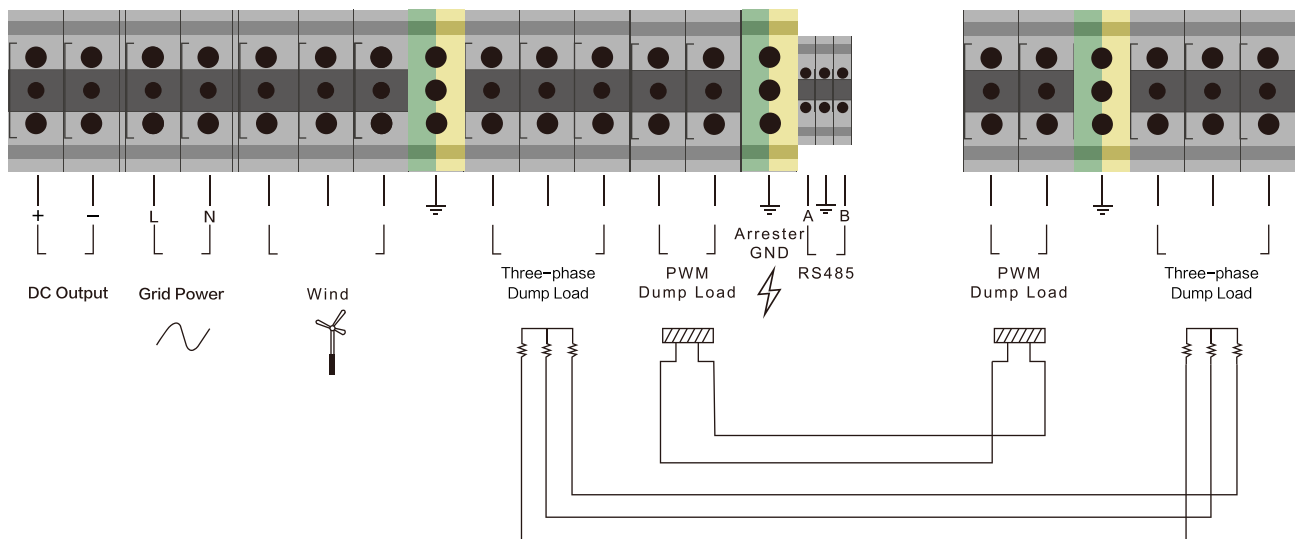 + − L N A B
Arrester
GND
DC Output
Grid Power
Wind
Three−phase
Dump Load
PWM
Dump Load
RS485
PWM
Dump Load
Three−phase
Dump Load